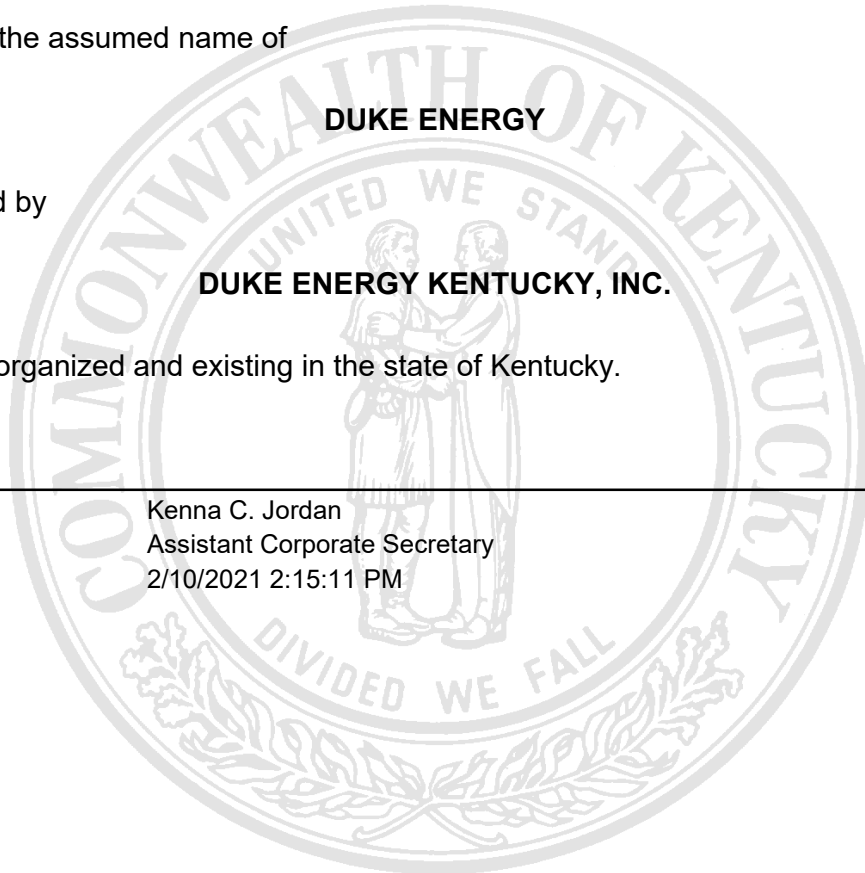 the assumed name of
DUKE ENERGY
d by
DUKE ENERGY KENTUCKY, INC.
organized and existing in the state of Kentucky.
Kenna C. Jordan
Assistant Corporate Secretary
2/10/2021 2:15:11 PM
COMMONWEALTH OF KENTUCKY
UNITED WE STAND
DIVIDED WE FALL